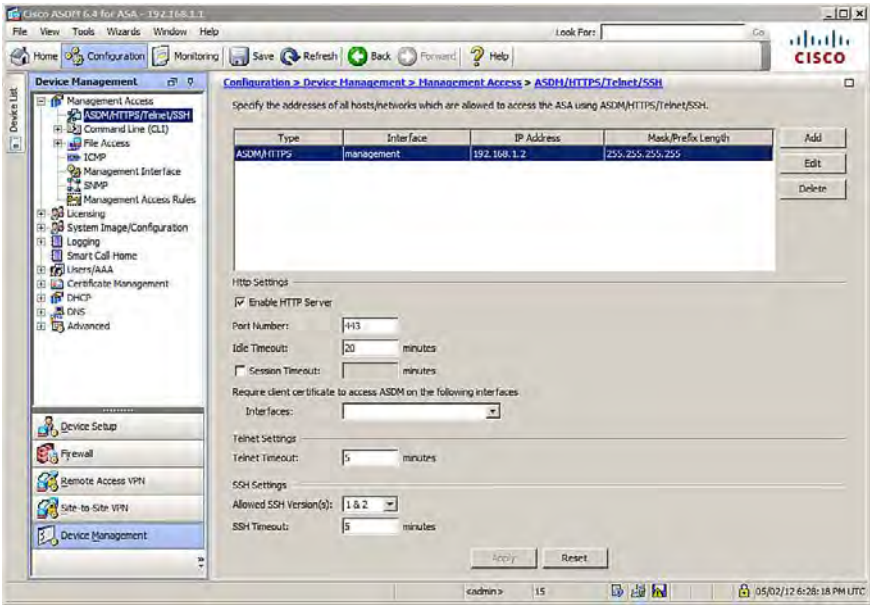 Cisco ASDM 6.4 for ASA - 192.168.1.1
File View Tools Wizards Window Help
Look For:
Go
Home Configuration Monitoring Save Refresh Back Forward Help
CISCO
Device List
Device Management
Management Access
ASDM/HTTPS/Telnet/SSH
Command Line (CLI)
File Access
ICMP
Management Interface
SNMP
Management Access Rules
Licensing
System Image/Configuration
Logging
Smart Call Home
Users/AAA
Certificate Management
DHCP
DNS
Advanced
Device Setup
Firewall
Remote Access VPN
Site-to-Site VPN
Device Management
Configuration > Device Management > Management Access > ASDM/HTTPS/Telnet/SSH
Specify the addresses of all hosts/networks which are allowed to access the ASA using ASDM/HTTPS/Telnet/SSH.
Type Interface IP Address Mask/Prefix Length
ASDM/HTTPS management 192.168.1.2 255.255.255.255
Add
Edit
Delete
Http Settings
Enable HTTP Server
Port Number: 443
Idle Timeout: 20 minutes
Session Timeout: minutes
Require client certificate to access ASDM on the following interfaces
Interfaces:
Telnet Settings
Telnet Timeout: 5 minutes
SSH Settings
Allowed SSH Version(s): 1 & 2
SSH Timeout: 5 minutes
Apply Reset
<admin> 15 05/02/12 6:28:18 PM UTC